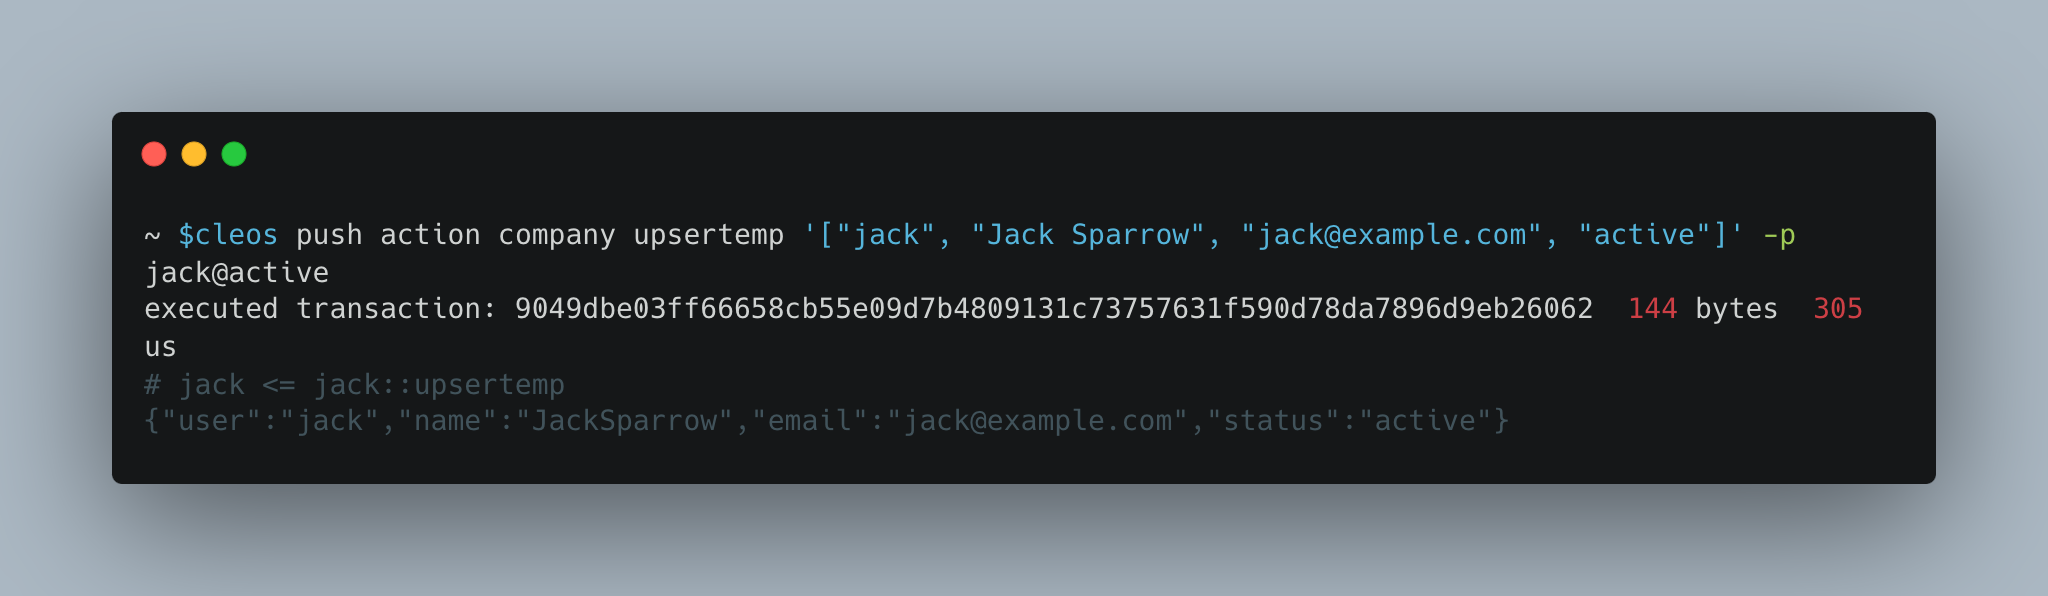 ~ $cleos push action company upsertemp '["jack", "Jack Sparrow", "jack@example.com", "active"]' -p
jack@active
executed transaction: 9049dbe03ff66658cb55e09d7b4809131c73757631f590d78da7896d9eb26062  144 bytes  305
us
# jack <= jack::upsertemp
{"user":"jack","name":"JackSparrow","email":"jack@example.com","status":"active"}